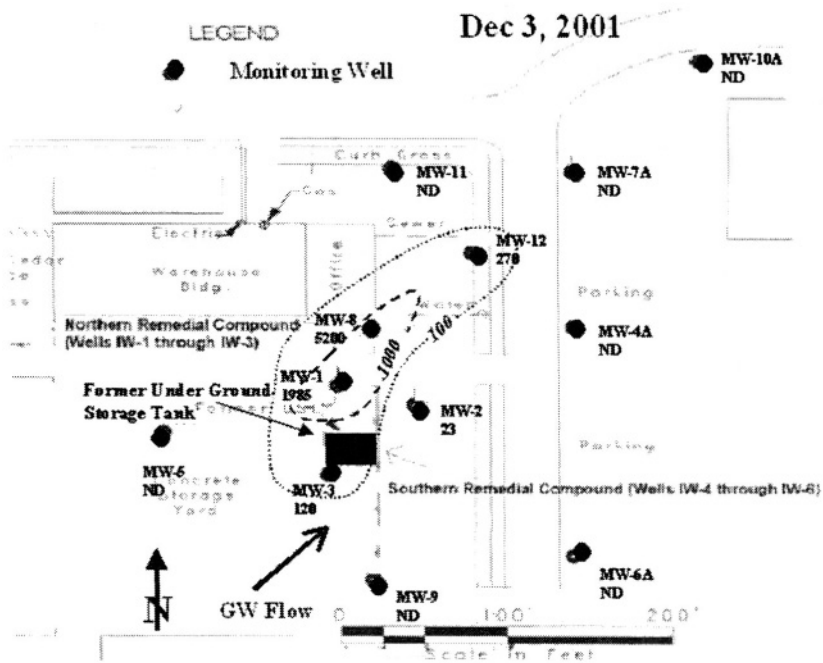 Dec 3, 2001
LEGEND
Monitoring Well
MW-10A
ND
Curb Grass
MW-11
ND
MW-7A
ND
Gas
Sewer
Electric
MW-12
270
Warehouse
Bldg.
Office
Parking
Water
100
Northern Remedial Compound
(Wells IW-1 through IW-3)
MW-8
5200
MW-4A
ND
1000
MW-1
1985
Former Under Ground
Storage Tank
Former
MW-2
23
MW-5
ND
Parking
Concrete
Storage
Yard
MW-3
120
Southern Remedial Compound (Wells IW-4 through IW-6)
N
GW Flow
MW-9
ND
MW-6A
ND
0 100' 200'
Scale in Feet